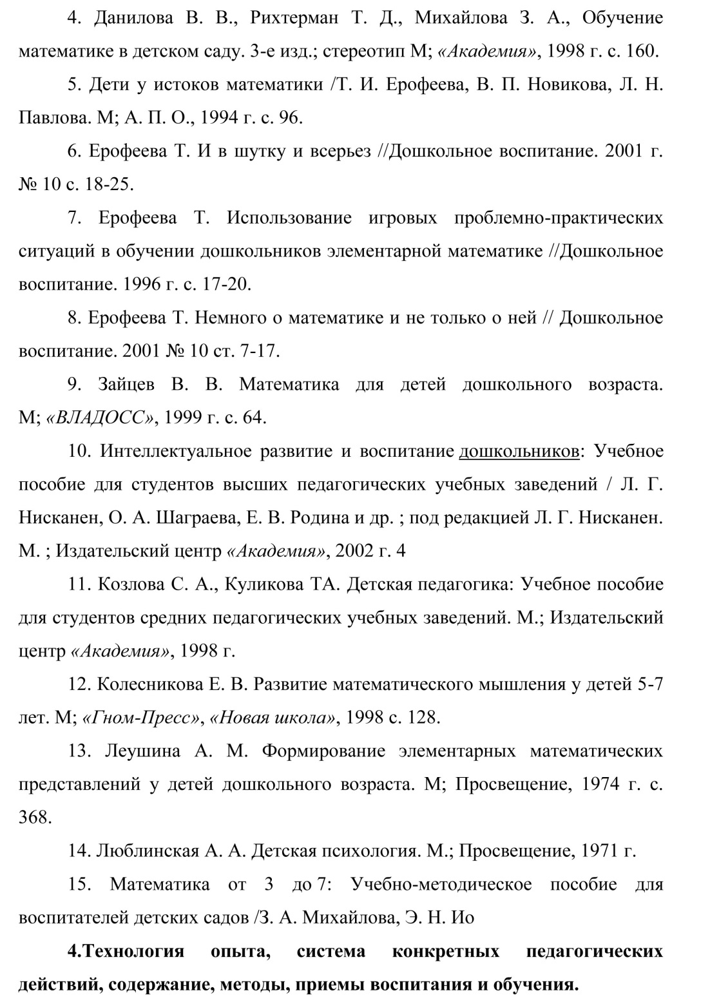 4. Данилова В. В., Рихтерман Т. Д., Михайлова З. А., Обучение
математике в детском саду. 3-е изд.; стереотип М; «Академия», 1998 г. с. 160.
5. Дети у истоков математики /Т. И. Ерофеева, В. П. Новикова, Л. Н.
Павлова. М; А. П. О., 1994 г. с. 96.
6. Ерофеева Т. И в шутку и всерьез //Дошкольное воспитание. 2001 г.
№ 10 с. 18-25.
7. Ерофеева Т. Использование игровых проблемно-практических
ситуаций в обучении дошкольников элементарной математике //Дошкольное
воспитание. 1996 г. с. 17-20.
8. Ерофеева Т. Немного о математике и не только о ней // Дошкольное
воспитание. 2001 № 10 ст. 7-17.
9. Зайцев В. В. Математика для детей дошкольного возраста.
М; «ВЛАДОСС», 1999 г. с. 64.
10. Интеллектуальное развитие и воспитание дошкольников: Учебное
пособие для студентов высших педагогических учебных заведений / Л. Г.
Нисканен, О. А. Шаграева, Е. В. Родина и др. ; под редакцией Л. Г. Нисканен.
М. ; Издательский центр «Академия», 2002 г. 4
11. Козлова С. А., Куликова ТА. Детская педагогика: Учебное пособие
для студентов средних педагогических учебных заведений. М.; Издательский
центр «Академия», 1998 г.
12. Колесникова Е. В. Развитие математического мышления у детей 5-7
лет. М; «Гном-Пресс», «Новая школа», 1998 с. 128.
13. Леушина А. М. Формирование элементарных математических
представлений у детей дошкольного возраста. М; Просвещение, 1974 г. с.
368.
14. Люблинская А. А. Детская психология. М.; Просвещение, 1971 г.
15. Математика от 3 до 7: Учебно-методическое пособие для
воспитателей детских садов /З. А. Михайлова, Э. Н. Ио
4.Технология опыта, система конкретных педагогических
действий, содержание, методы, приемы воспитания и обучения.